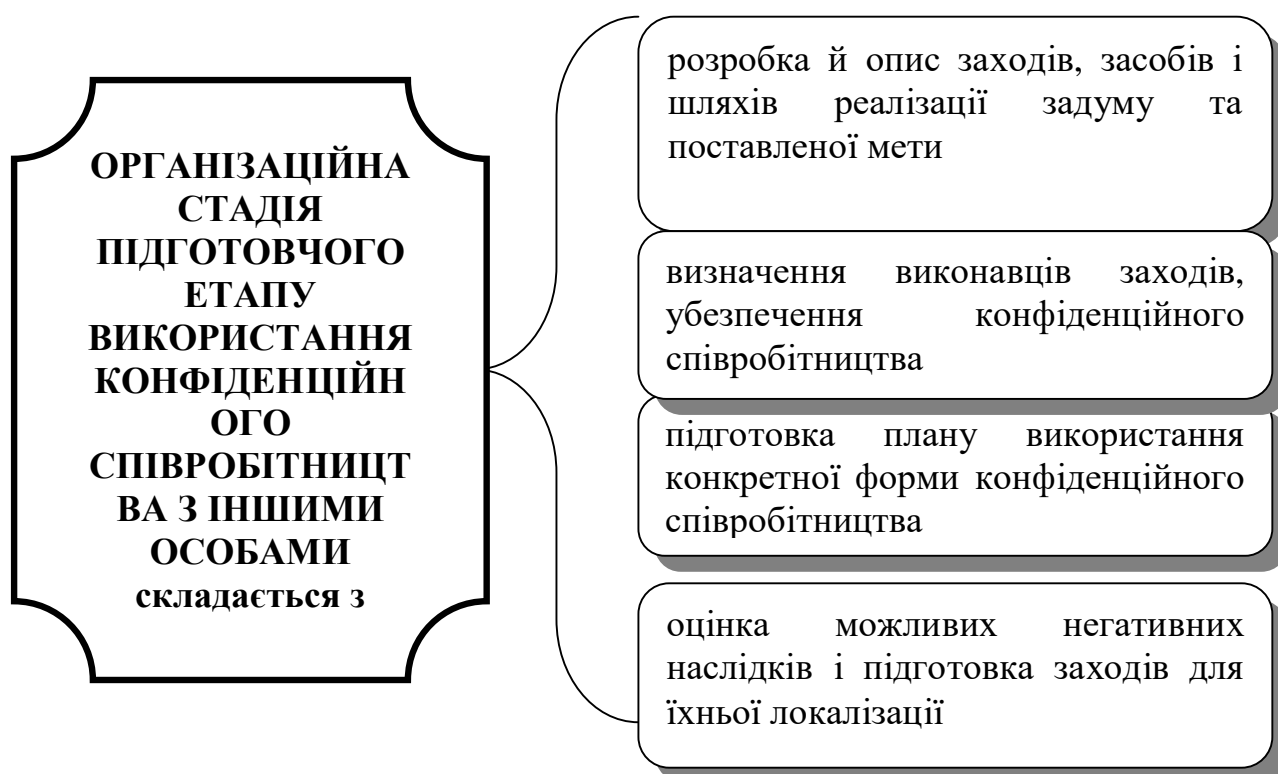 ОРГАНІЗАЦІЙНА
СТАДІЯ
ПІДГОТОВЧОГО
ЕТАПУ
ВИКОРИСТАННЯ
КОНФІДЕНЦІЙН
ОГО
СПІВРОБІТНИЦТ
ВА З ІНШИМИ
ОСОБАМИ
складається з
розробка й опис заходів, засобів і
шляхів реалізації задуму та
поставленої мети
визначення виконавців заходів,
убезпечення конфіденційного
співробітництва
підготовка плану використання
конкретної форми конфіденційного
співробітництва
оцінка можливих негативних
наслідків і підготовка заходів для
їхньої локалізації